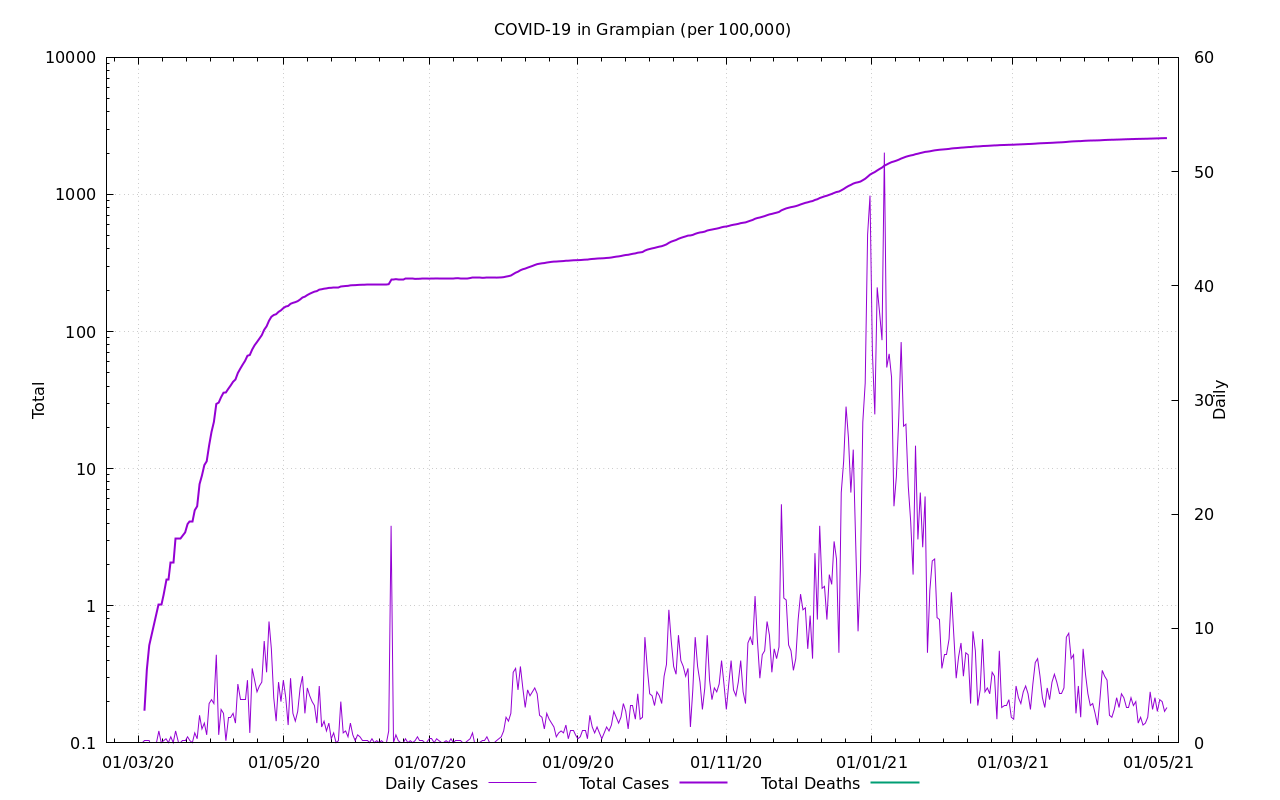 COVID-19 in Grampian (per 100,000)
10000
1000
100
10
1
0.1
Total
60
50
40
30
20
10
0
Daily
01/03/20 01/05/20 01/07/20 01/09/20 01/11/20 01/01/21 01/03/21 01/05/21
Daily Cases Total Cases Total Deaths